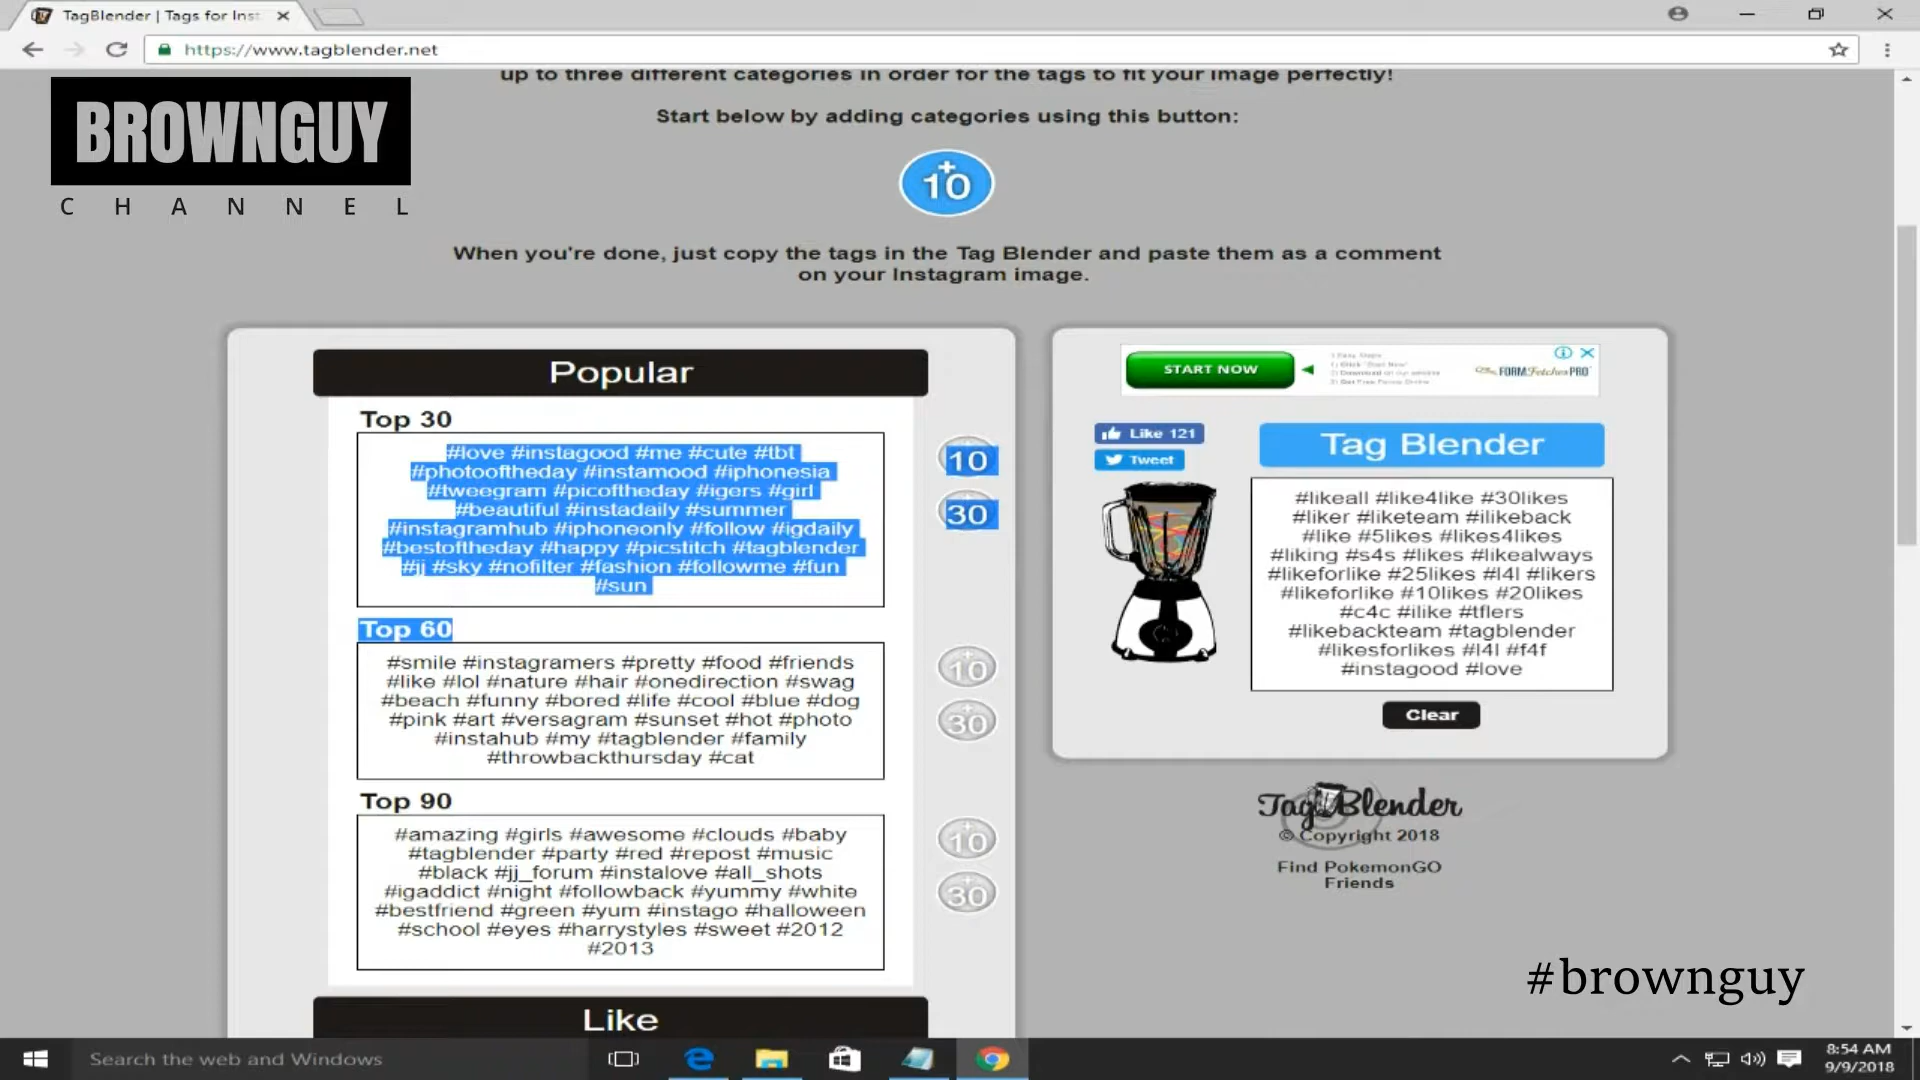 TagBlender | Tags for Inst
https://www.tagblender.net
BROWNGUY
CHANNEL
up to three different categories in order for the tags to fit your image perfectly!
Start below by adding categories using this button:
+
10
When you're done, just copy the tags in the Tag Blender and paste them as a comment
on your Instagram image.
Popular
Top 30
#love #instagood #me #cute #tbt
#photooftheday #instamood #iphonesia
#tweegram #picoftheday #igers #girl
#beautiful #instadaily #summer
#instagramhub #iphoneonly #follow #igdaily
#bestoftheday #happy #picstitch #tagblender
#jj #sky #nofilter #fashion #followme #fun
#sun
10
30
Top 60
#smile #instagramers #pretty #food #friends
#like #lol #nature #hair #onedirection #swag
#beach #funny #bored #life #cool #blue #dog
#pink #art #versagram #sunset #hot #photo
#instahub #my #tagblender #family
#throwbackthursday #cat
10
30
Top 90
#amazing #girls #awesome #clouds #baby
#tagblender #party #red #repost #music
#black #jj_forum #instalove #all_shots
#igaddict #night #followback #yummy #white
#bestfriend #green #yum #instago #halloween
#school #eyes #harrystyles #sweet #2012
#2013
10
30
Like
START NOW
FORMFetcherPRO
Like 121
Tweet
Tag Blender
#likeall #like4like #30likes
#liker #liketeam #ilikeback
#like #5likes #likes4likes
#liking #s4s #likes #likealways
#likeforlike #25likes #l4l #likers
#likeforlike #10likes #20likes
#c4c #ilike #tflers
#likebackteam #tagblender
#likesforlikes #l4l #f4f
#instagood #love
Clear
Tag Blender
© Copyright 2018
Find PokemonGO
Friends
#brownguy
Search the web and Windows
8:54 AM
9/9/2018